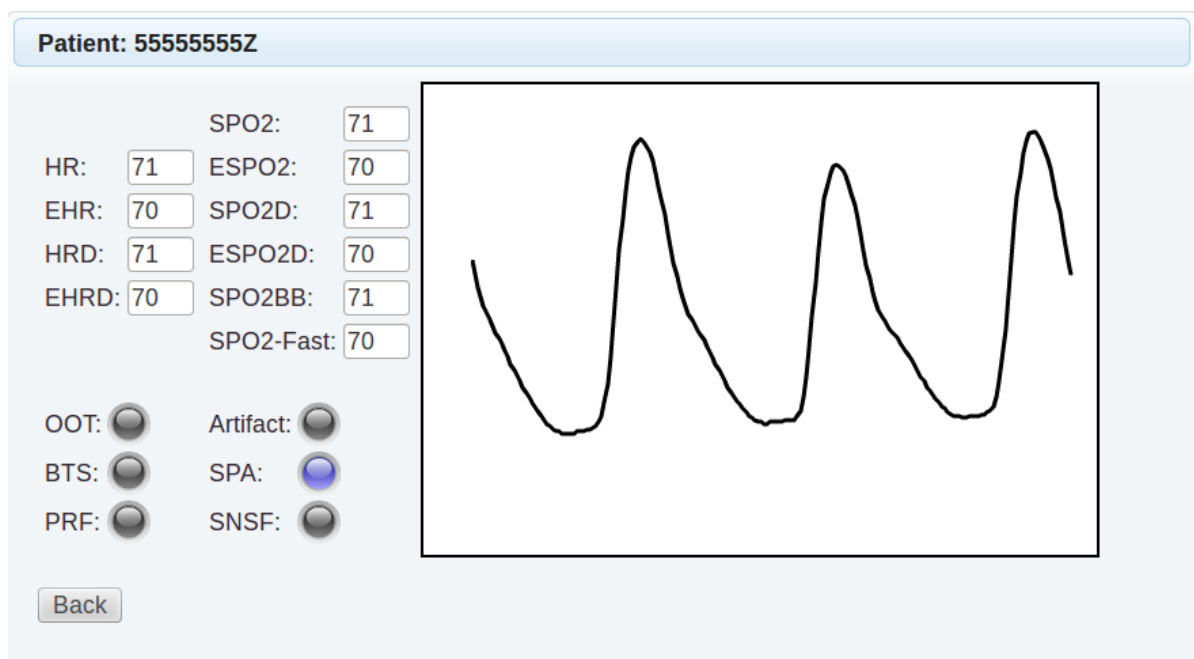 Patient: 55555555Z
SPO2: 71
HR: 71 ESPO2: 70
EHR: 70 SPO2D: 71
HRD: 71 ESPO2D: 70
EHRD: 70 SPO2BB: 71
SPO2-Fast: 70
OOT: Artifact:
BTS: SPA:
PRF: SNSF:
Back